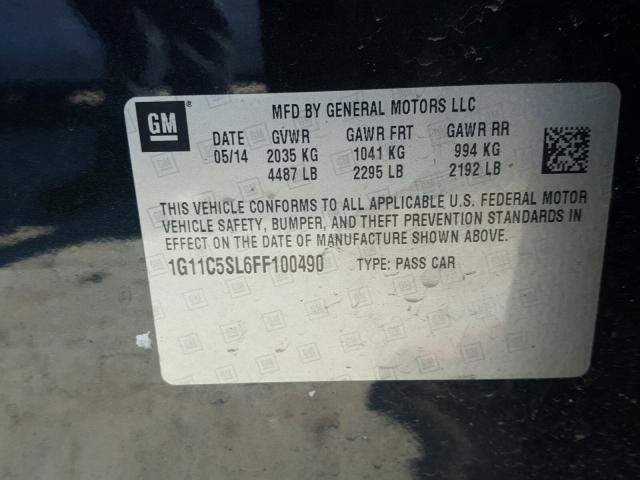 GM ®
MFD BY GENERAL MOTORS LLC
DATE GVWR GAWR FRT GAWR RR
05/14 2035 KG 1041 KG 994 KG
4487 LB 2295 LB 2192 LB
THIS VEHICLE CONFORMS TO ALL APPLICABLE U.S. FEDERAL MOTOR
VEHICLE SAFETY, BUMPER, AND THEFT PREVENTION STANDARDS IN
EFFECT ON THE DATE OF MANUFACTURE SHOWN ABOVE.
1G11C5SL6FF100490 TYPE: PASS CAR